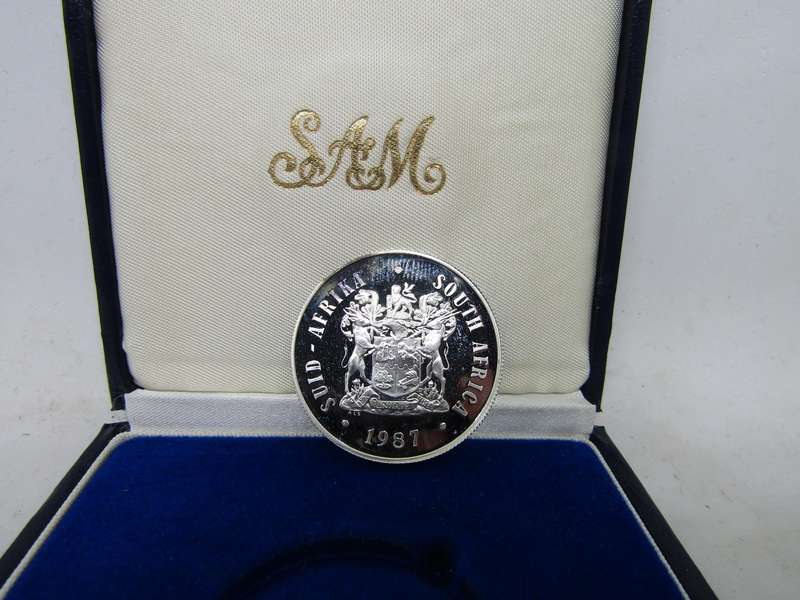 SAM
SUID-AFRIKA · SOUTH AFRICA
· 1987 ·